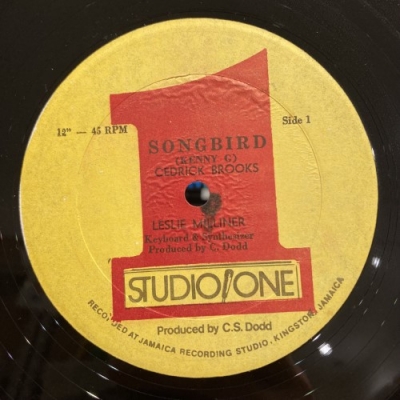 12" — 45 RPM
Side 1
SONGBIRD
(KENNY G)
CEDRICK BROOKS
LESLIE MILLINER
Keyboard & Synthesiser
Produced by C. Dodd
STUDIO ONE
Produced by C.S. Dodd
RECORDED AT JAMAICA RECORDING STUDIO, KINGSTON, JAMAICA